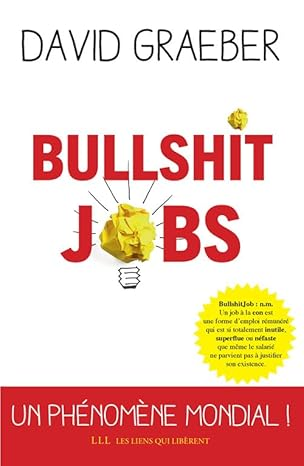 DAVID GRAEBER
BULLSHIT
JOBS
BullshitJob : n.m.
Un job à la con est
une forme d'emploi rémunéré
qui est si totalement inutile,
superflue ou néfaste
que même le salarié
ne parvient pas à justifier
son existence.
UN PHÉNOMÈNE MONDIAL !
LLL LES LIENS QUI LIBÈRENT